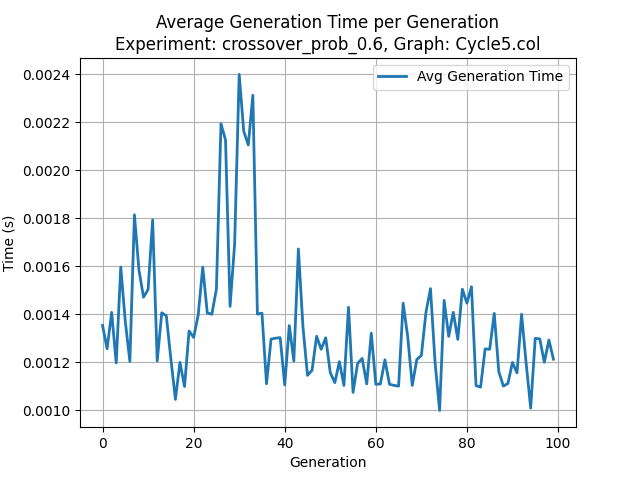 Average Generation Time per Generation
Experiment: crossover_prob_0.6, Graph: Cycle5.col
Avg Generation Time
0.0024
0.0022
0.0020
0.0018
0.0016
0.0014
0.0012
0.0010
Time (s)
0 20 40 60 80 100
Generation